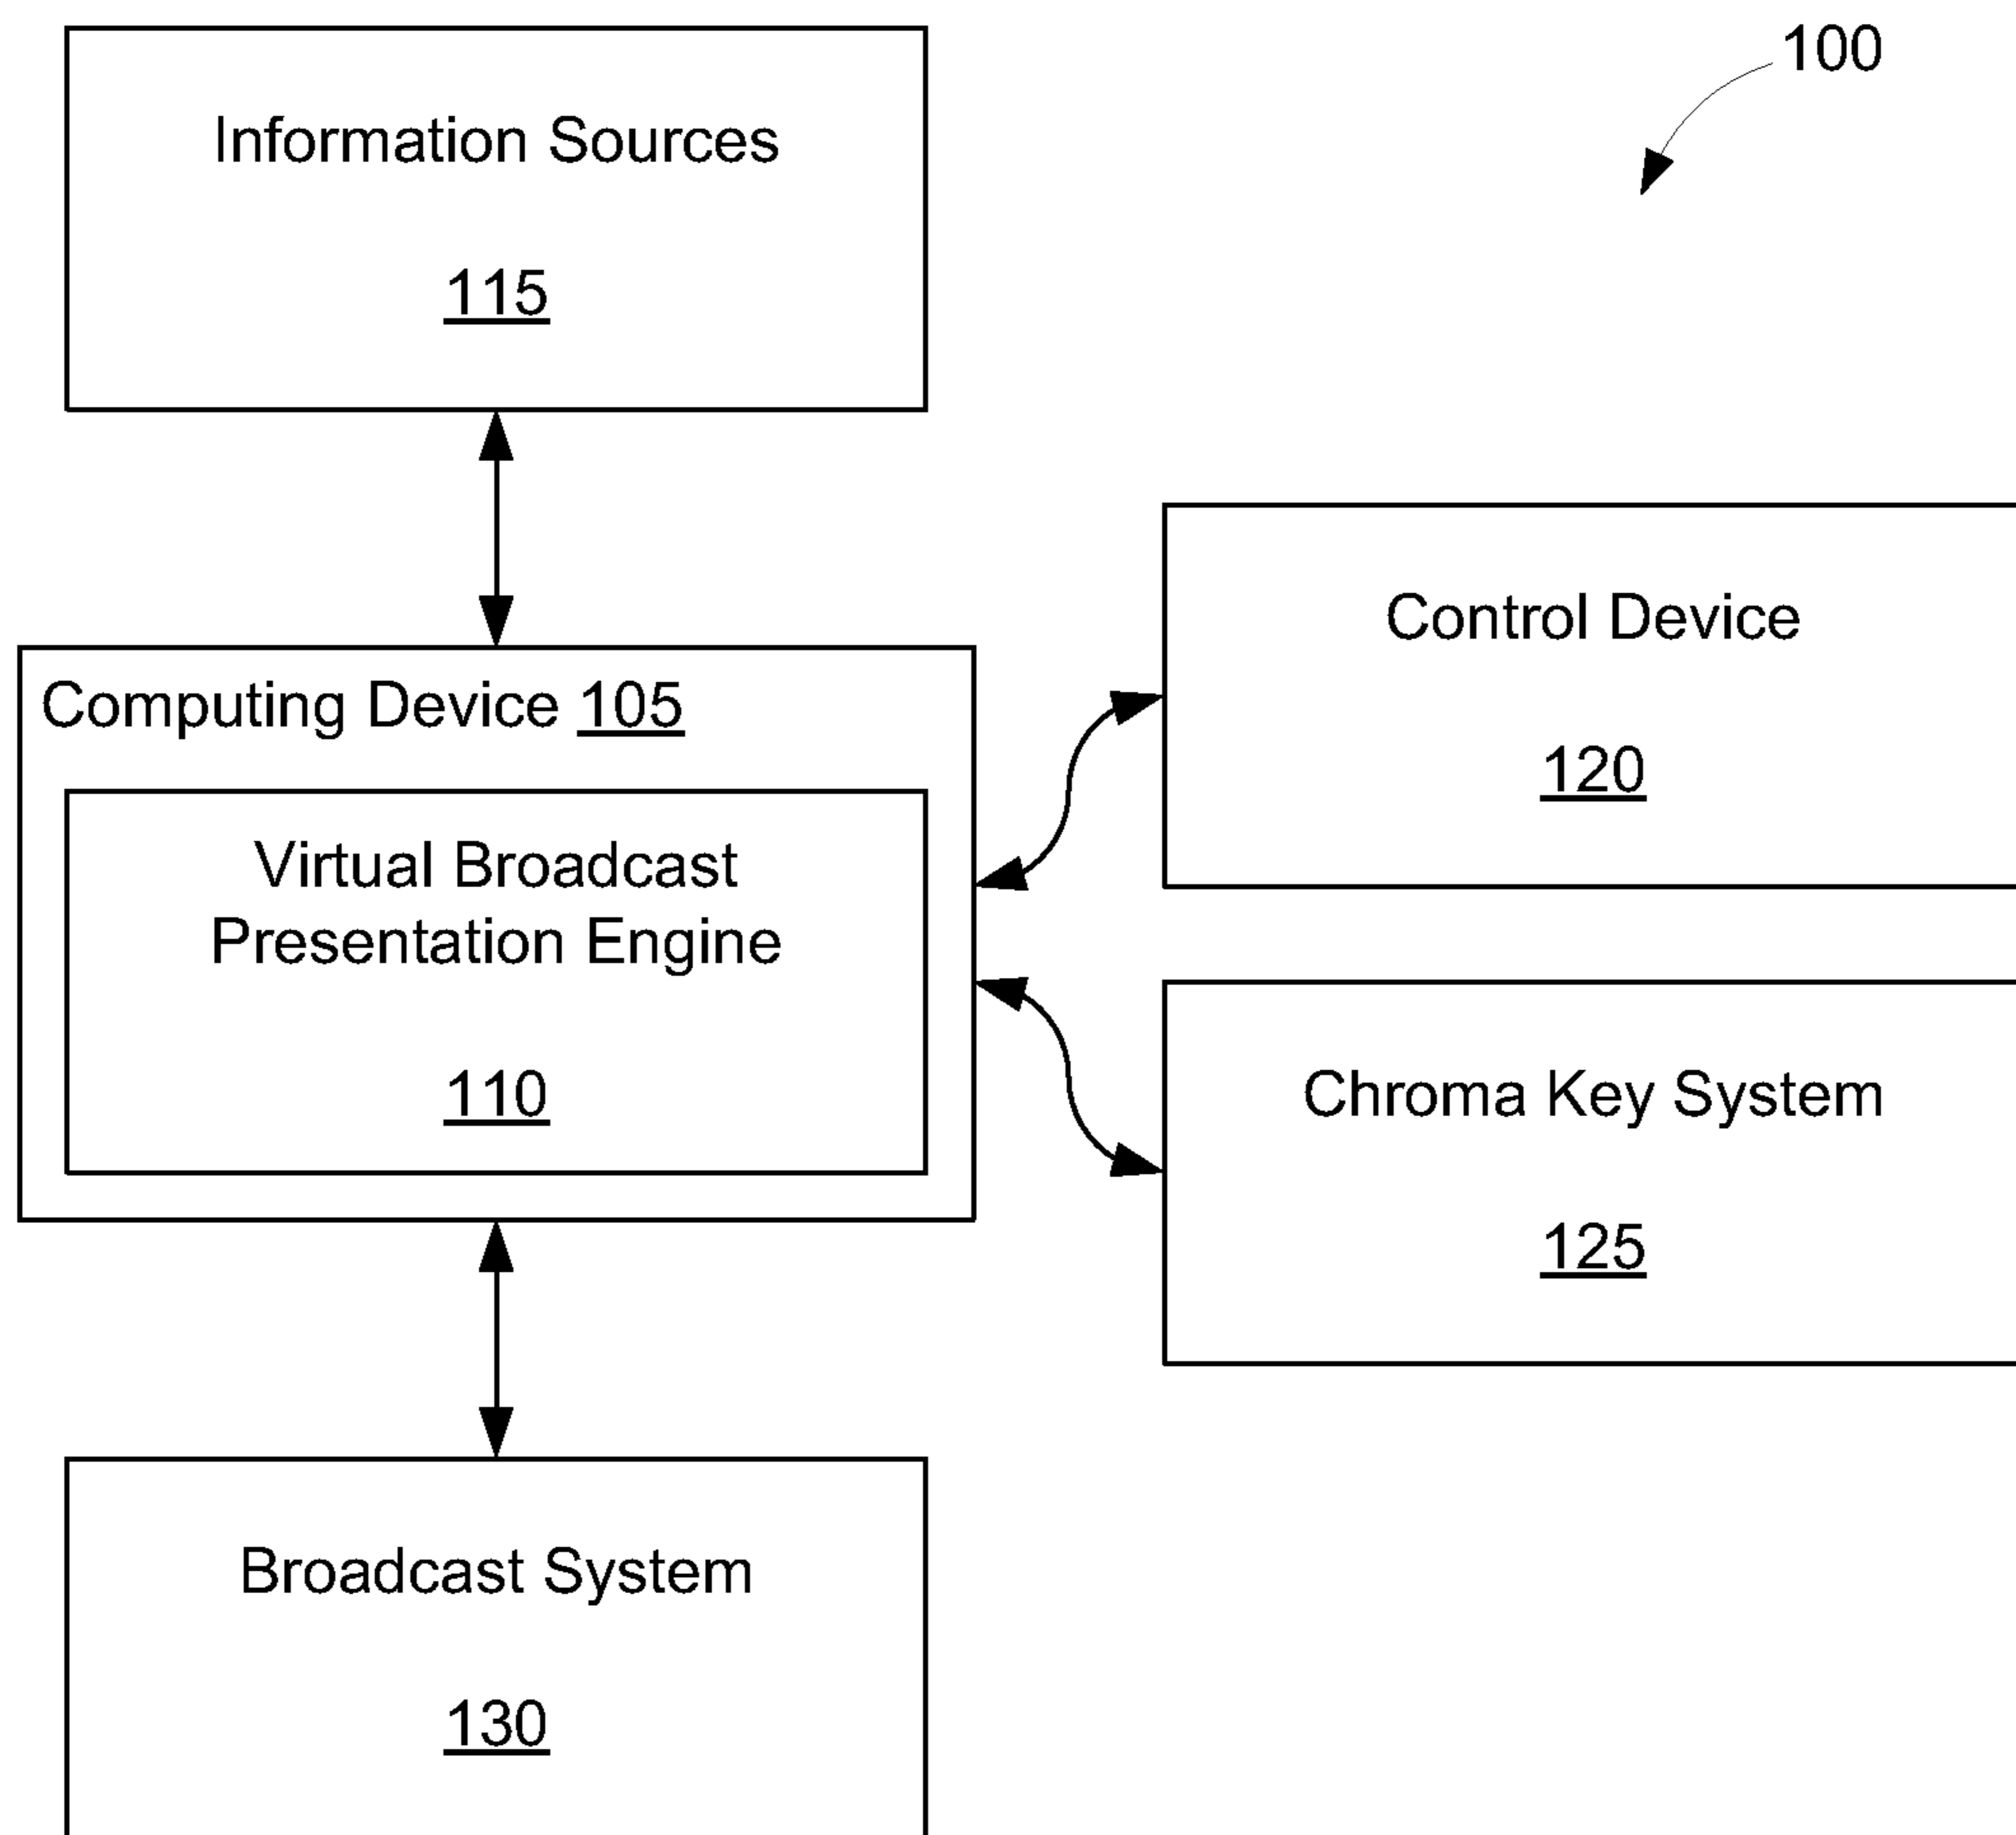 100
Information Sources
115
Control Device
120
Computing Device 105
Virtual Broadcast
Presentation Engine
110
Chroma Key System
125
Broadcast System
130